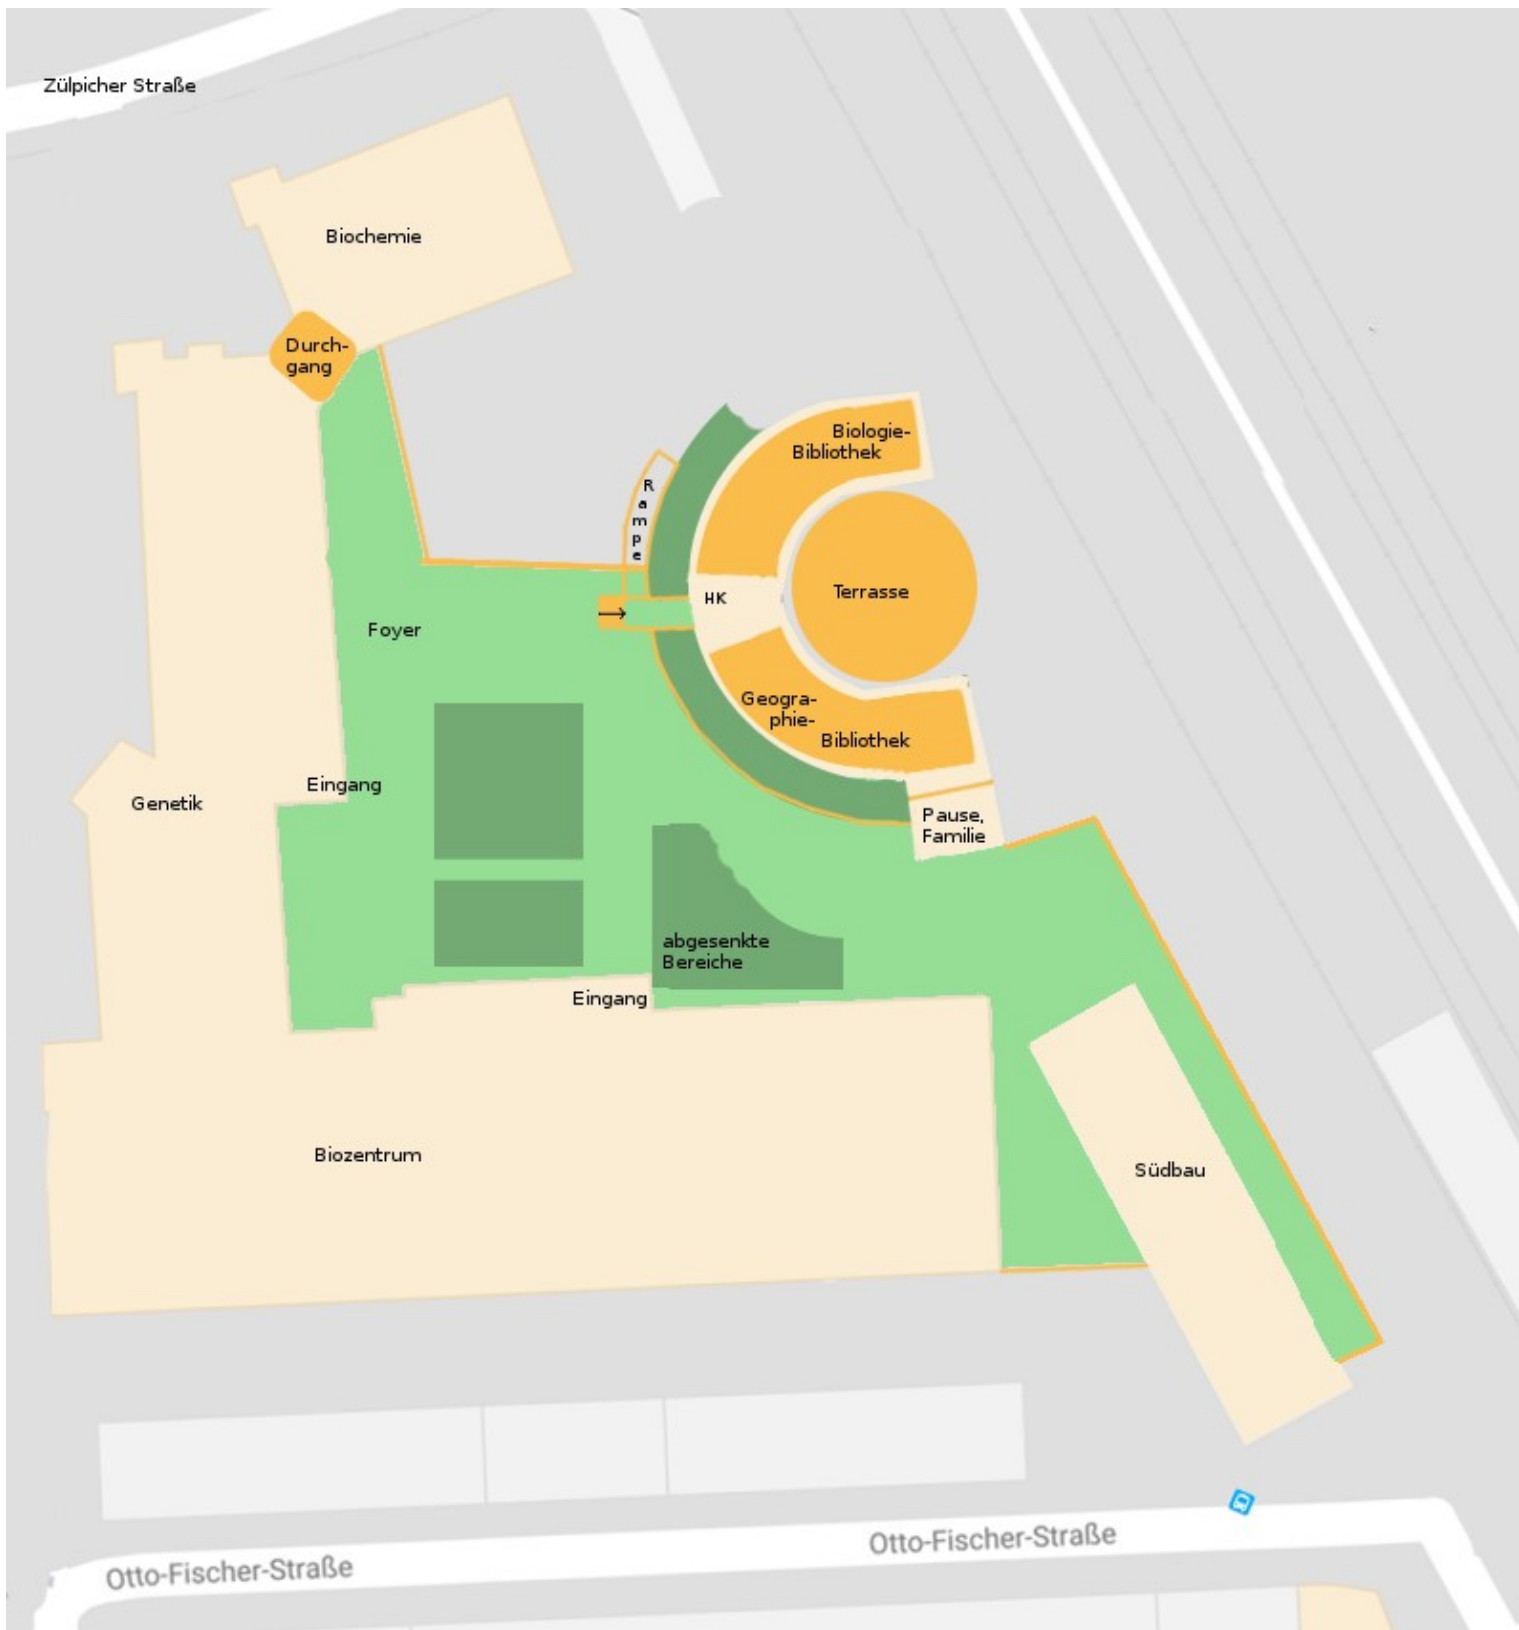 Zülpicher Straße
Biochemie
Durch-
gang
Biologie-
Bibliothek
R
a
m
p
e
HK
Terrasse
Foyer
Geogra-
phie-
Bibliothek
Eingang
Genetik
Pause,
Familie
abgesenkte
Bereiche
Eingang
Biozentrum
Südbau
Otto-Fischer-Straße
Otto-Fischer-Straße